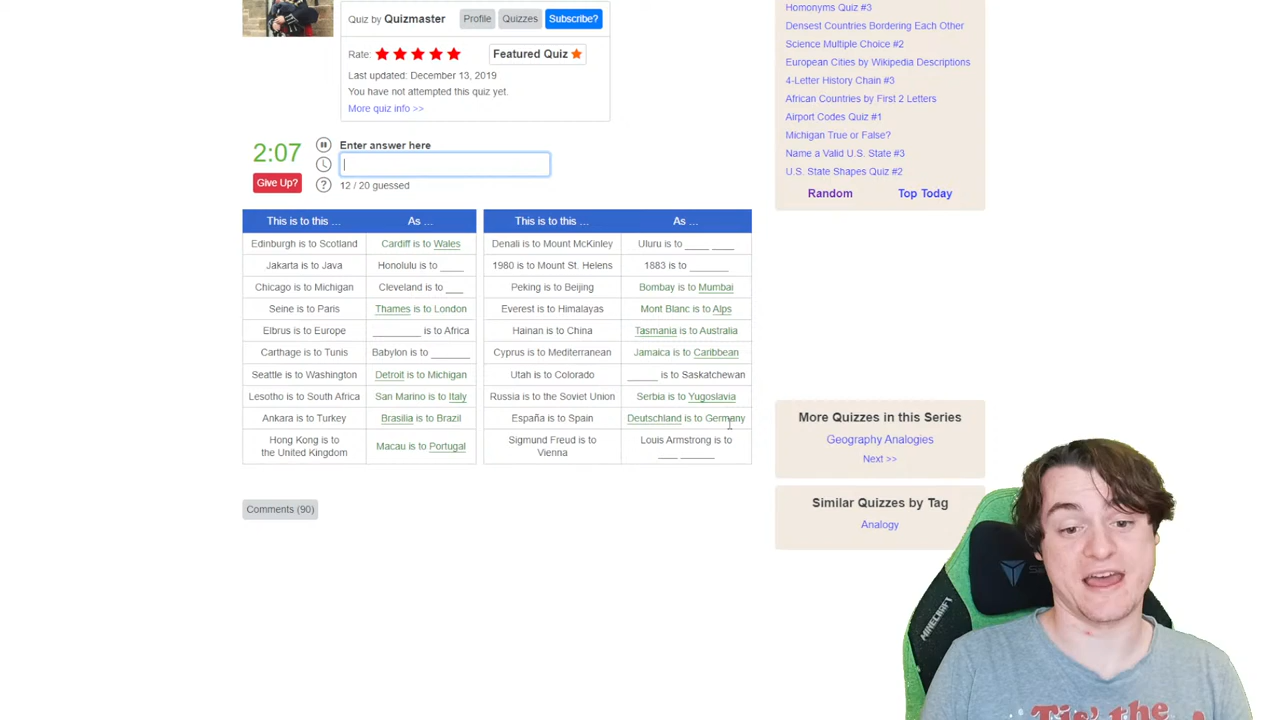 Homonyms Quiz #3
Quiz by Quizmaster Profile Quizzes Subscribe?
Densest Countries Bordering Each Other
Science Multiple Choice #2
Rate: Featured Quiz
European Cities by Wikipedia Descriptions
Last updated: December 13, 2019
4-Letter History Chain #3
You have not attempted this quiz yet.
African Countries by First 2 Letters
More quiz info >>
Airport Codes Quiz #1
Michigan True or False?
2:07 Enter answer here
Name a Valid U.S. State #3
U.S. State Shapes Quiz #2
Give Up? ? 12 / 20 guessed
Random Top Today
This is to this ... As ... This is to this ... As ...
Edinburgh is to Scotland Cardiff is to Wales Denali is to Mount McKinley Uluru is to ____ ____
Jakarta is to Java Honolulu is to ____ 1980 is to Mount St. Helens 1883 is to _______
Chicago is to Michigan Cleveland is to ___ Peking is to Beijing Bombay is to Mumbai
Seine is to Paris Thames is to London Everest is to Himalayas Mont Blanc is to Alps
Elbrus is to Europe ________ is to Africa Hainan is to China Tasmania is to Australia
Carthage is to Tunis Babylon is to _______ Cyprus is to Mediterranean Jamaica is to Caribbean
Seattle is to Washington Detroit is to Michigan Utah is to Colorado _____ is to Saskatchewan
Lesotho is to South Africa San Marino is to Italy Russia is to the Soviet Union Serbia is to Yugoslavia
Ankara is to Turkey Brasilia is to Brazil España is to Spain Deutschland is to Germany
Hong Kong is to
the United Kingdom Macau is to Portugal Sigmund Freud is to
Vienna Louis Armstrong is to
___ ______
More Quizzes in this Series
Geography Analogies
Next >>
Similar Quizzes by Tag
Analogy
Comments (90)
MINECRAFT
Tis' the